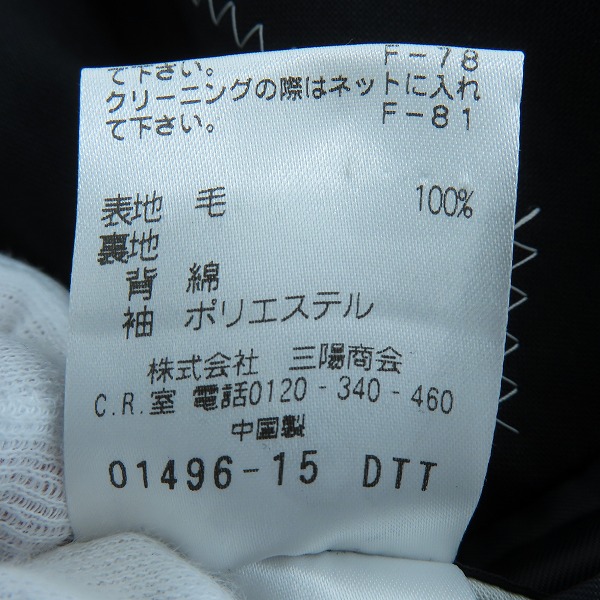 て下さい。 F-78
クリーニングの際はネットに入れ
て下さい。 F-81
表地 毛 100%
裏地
背 綿
袖 ポリエステル
株式会社 三陽商会
C.R.室 電話0120-340-460
中国製
01496-15 DTT